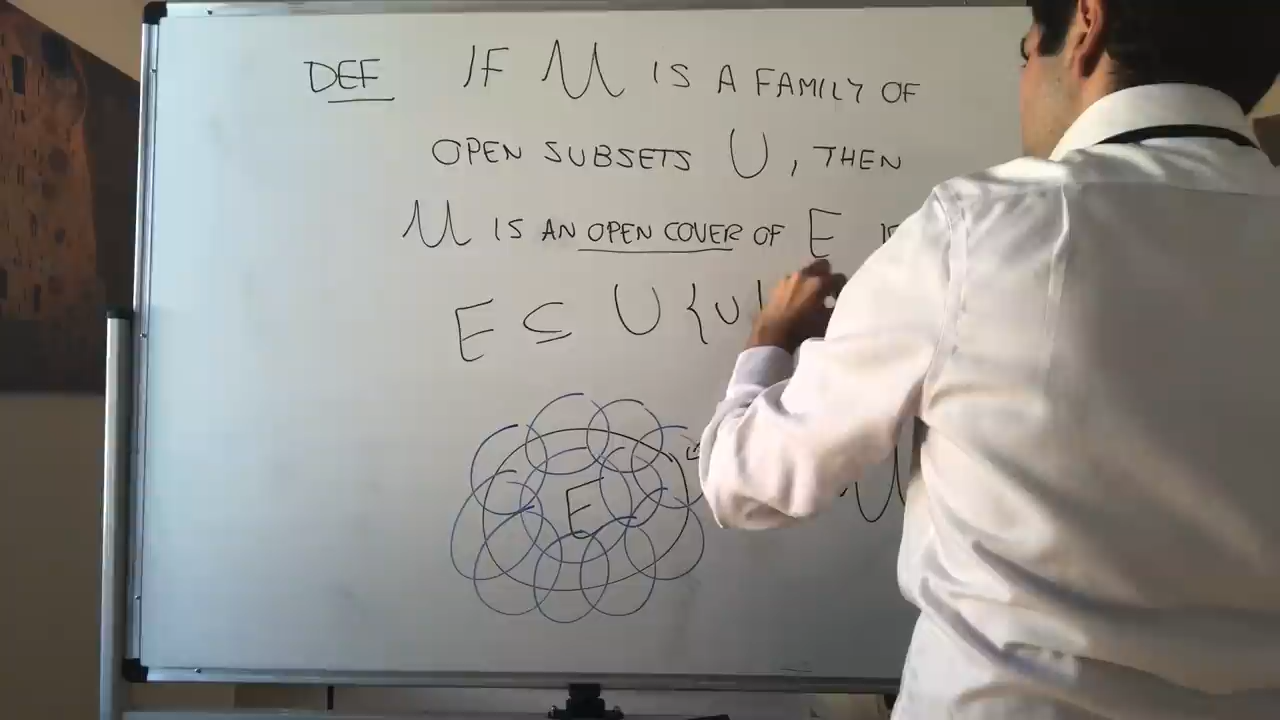 DEF IF 𝒰 IS A FAMILY OF
OPEN SUBSETS U, THEN
𝒰 IS AN OPEN COVER OF E
E ⊆ ∪ {U |
E
𝒰